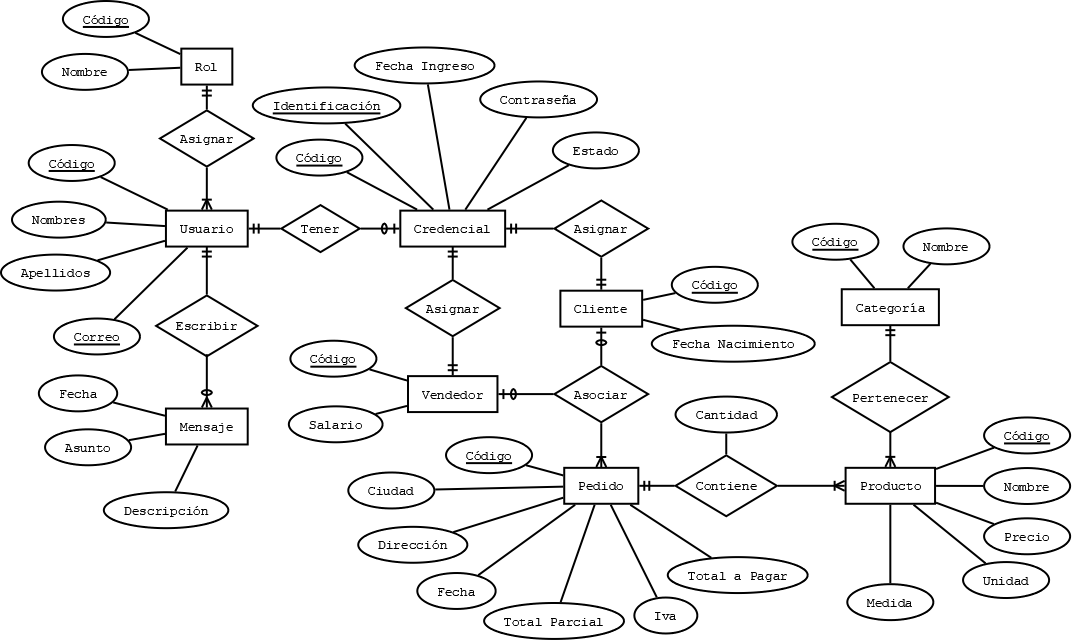 Código
Nombre
Rol
Asignar
Código
Nombres
Apellidos
Correo
Usuario
Tener
Escribir
Fecha
Asunto
Mensaje
Descripción
Fecha Ingreso
Identificación
Contraseña
Código
Estado
Credencial
Asignar
Asignar
Cliente
Código
Fecha Nacimiento
Código
Salario
Vendedor
Asociar
Código
Ciudad
Dirección
Fecha
Total Parcial
Iva
Total a Pagar
Pedido
Cantidad
Contiene
Código
Nombre
Categoría
Pertenecer
Producto
Código
Nombre
Precio
Unidad
Medida